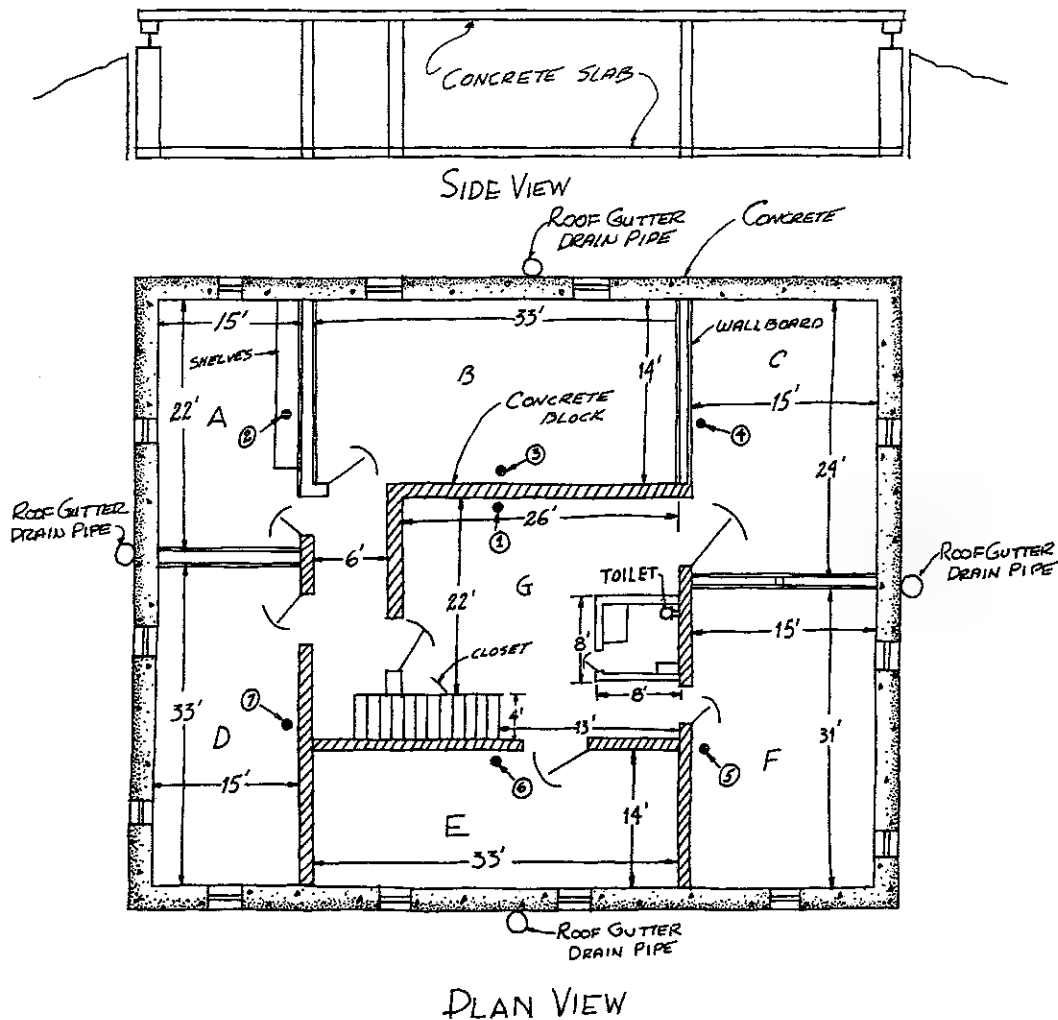 CONCRETE SLAB
SIDE VIEW
ROOF GUTTER
DRAIN PIPE
CONCRETE
15'
33'
WALLBOARD
SHELVES
B
14'
C
22'
A
CONCRETE
BLOCK
15'
2
3
4
24'
ROOF GUTTER
DRAIN PIPE
6'
1
26'
ROOF GUTTER
DRAIN PIPE
G
TOILET
22'
8'
15'
CLOSET
8'
33'
4'
13'
7
D
31'
F
5
6
15'
E
14'
33'
ROOF GUTTER
DRAIN PIPE
PLAN VIEW